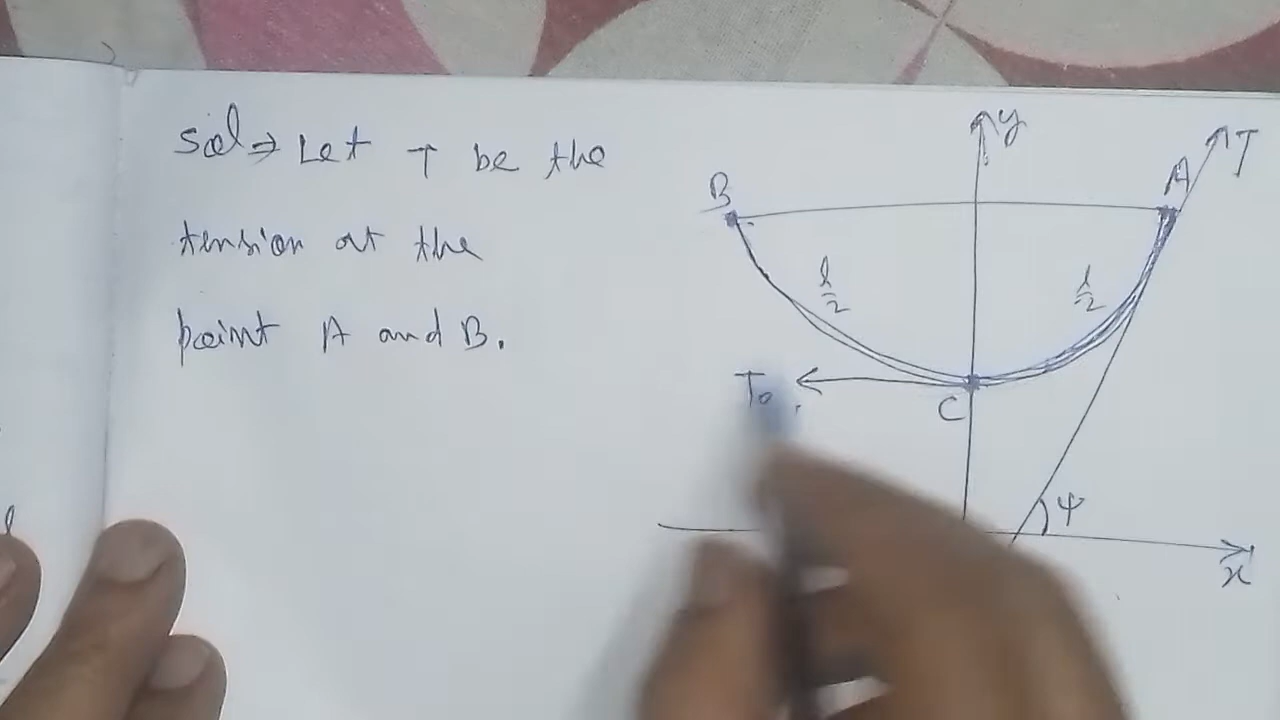 Sol⇒ Let T be the
tension at the
point A and B.
y
T
A
B
l/2
l/2
To
C
ψ
x
l